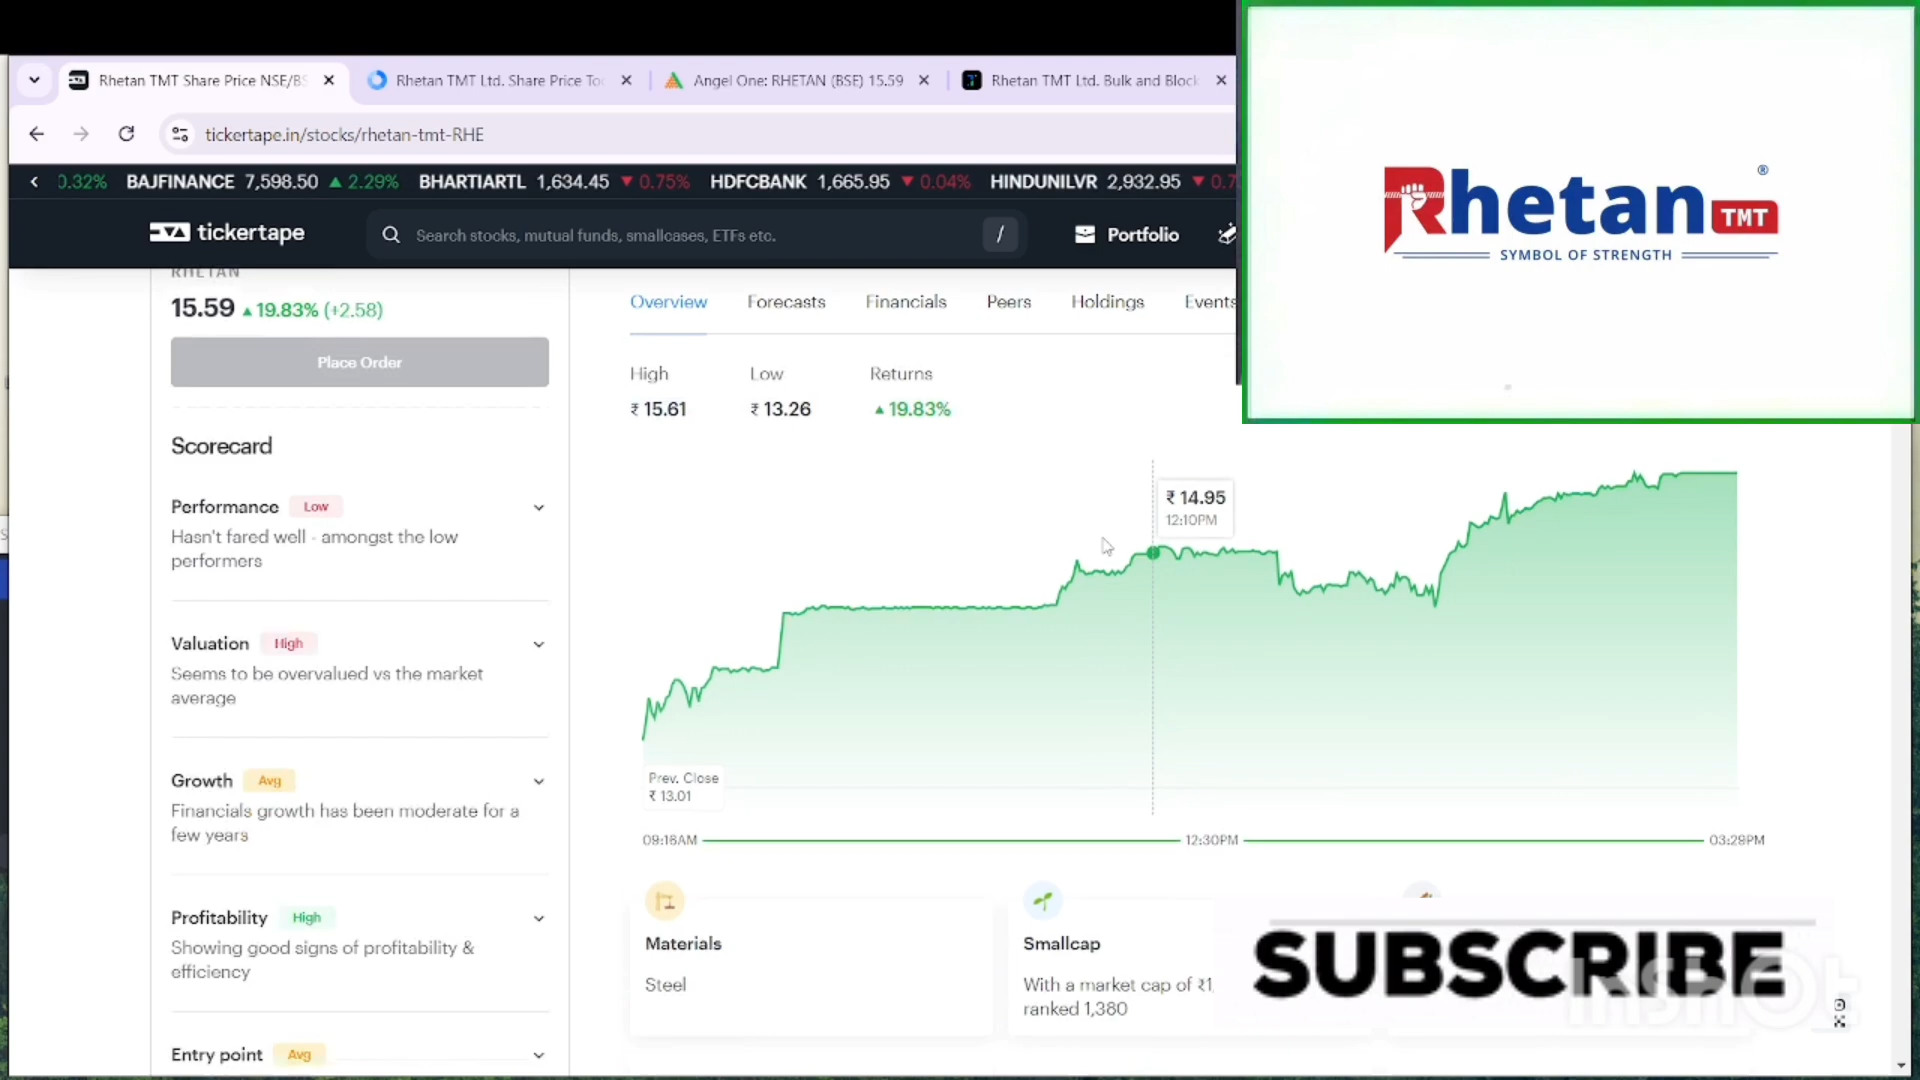 Rhetan TMT Share Price NSE/BS
Rhetan TMT Ltd. Share Price Too
Angel One: RHETAN (BSE) 15.59
Rhetan TMT Ltd. Bulk and Block
tickertape.in/stocks/rhetan-tmt-RHE
0.32% BAJFINANCE 7,598.50 ▲ 2.29% BHARTIARTL 1,634.45 ▼ 0.75% HDFCBANK 1,665.95 ▼ 0.04% HINDUNILVR 2,932.95 ▼
tickertape
Search stocks, mutual funds, smallcases, ETFs etc.
/
Portfolio
Rhetan TMT ®
SYMBOL OF STRENGTH
RHETAN
15.59 ▲ 19.83% (+2.58)
Place Order
Overview Forecasts Financials Peers Holdings Events
High Low Returns
₹ 15.61 ₹ 13.26 ▲ 19.83%
Scorecard
Performance Low
Hasn't fared well - amongst the low
performers
Valuation High
Seems to be overvalued vs the market
average
Growth Avg
Financials growth has been moderate for a
few years
Profitability High
Showing good signs of profitability &
efficiency
Entry point Avg
₹ 14.95
12:10PM
Prev. Close
₹ 13.01
09:16AM 12:30PM 03:29PM
Materials
Steel
Smallcap
With a market cap of ₹1,
ranked 1,380
SUBSCRIBE
InShOt